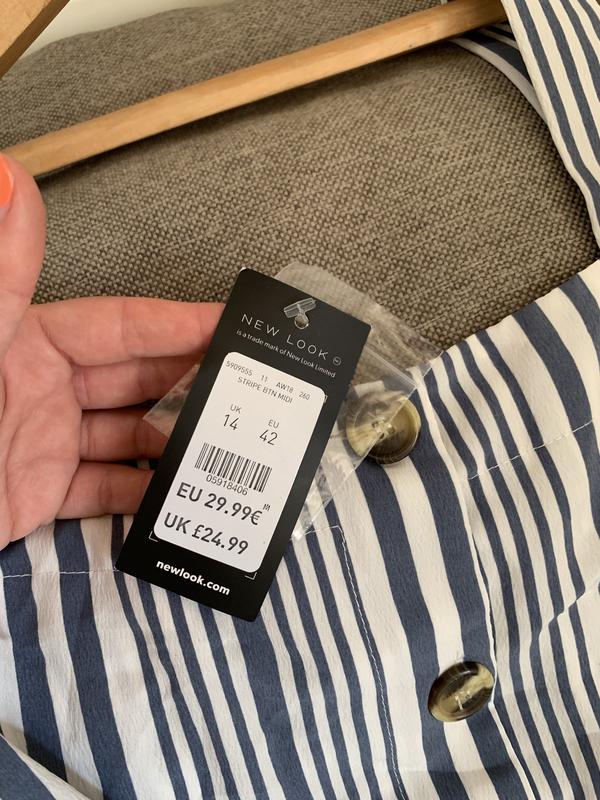 NEW LOOK
is a trade mark of New Look Limited
5909555 11 AW18 260
STRIPE BTN MIDI
UK EU
14 42
05918406
EU 29.99€ M
UK £24.99
newlook.com